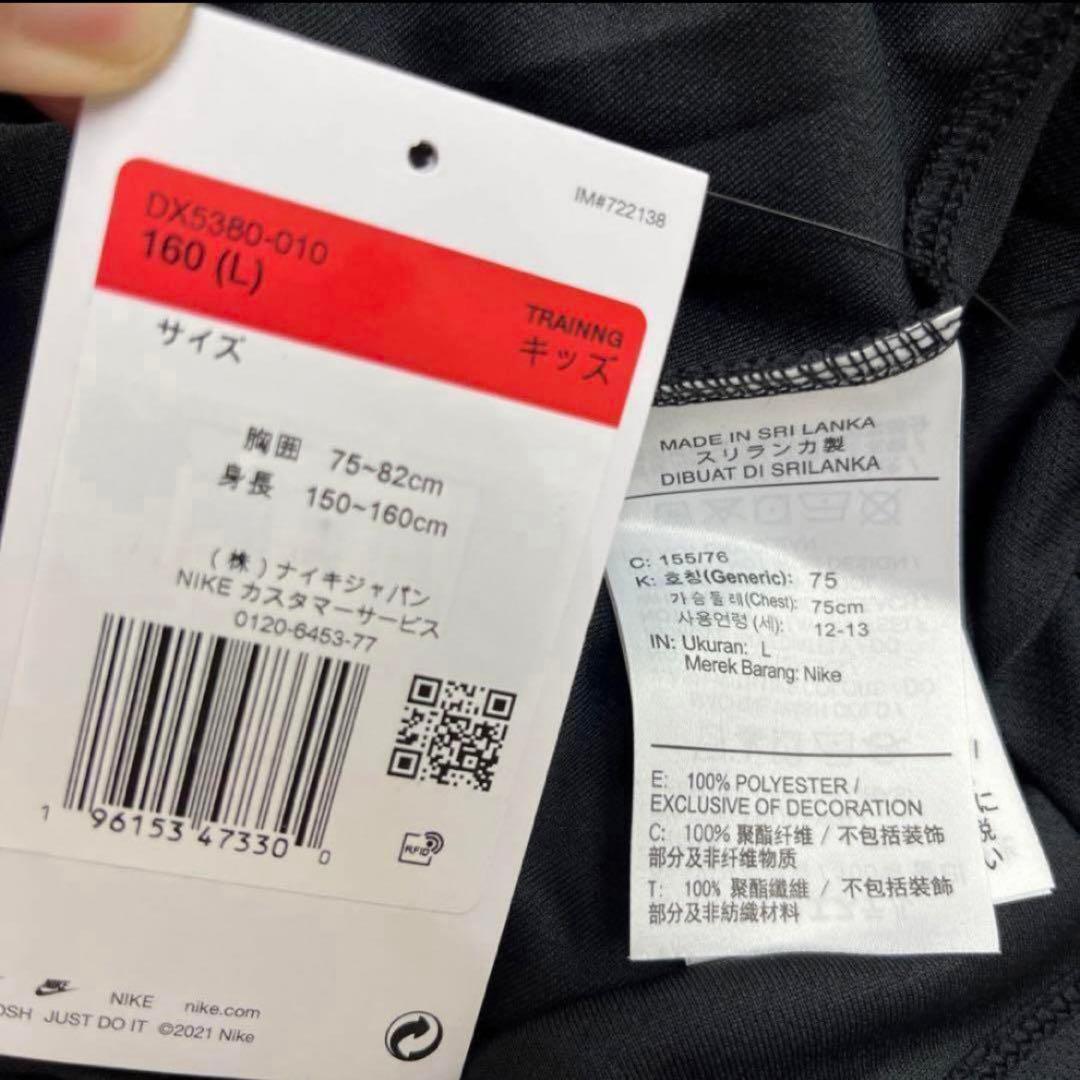 IM#722138
DX5380-010
160 (L)
TRAINNG
キッズ
サイズ
胸囲 75~82cm
身長 150~160cm
(株)ナイキジャパン
NIKE カスタマーサービス
0120-6453-77
1 96153 47330 0
RFID
NIKE nike.com
OSH JUST DO IT ©2021 Nike
MADE IN SRI LANKA
スリランカ製
DIBUAT DI SRILANKA
C: 155/76
K: 호칭(Generic): 75
가슴둘레(Chest): 75cm
사용연령(세): 12-13
IN: Ukuran: L
Merek Barang: Nike
E: 100% POLYESTER /
EXCLUSIVE OF DECORATION
C: 100% 聚酯纤维 / 不包括装饰
部分及非纤维物质
T: 100% 聚酯纖維 / 不包括裝飾
部分及非紡織材料